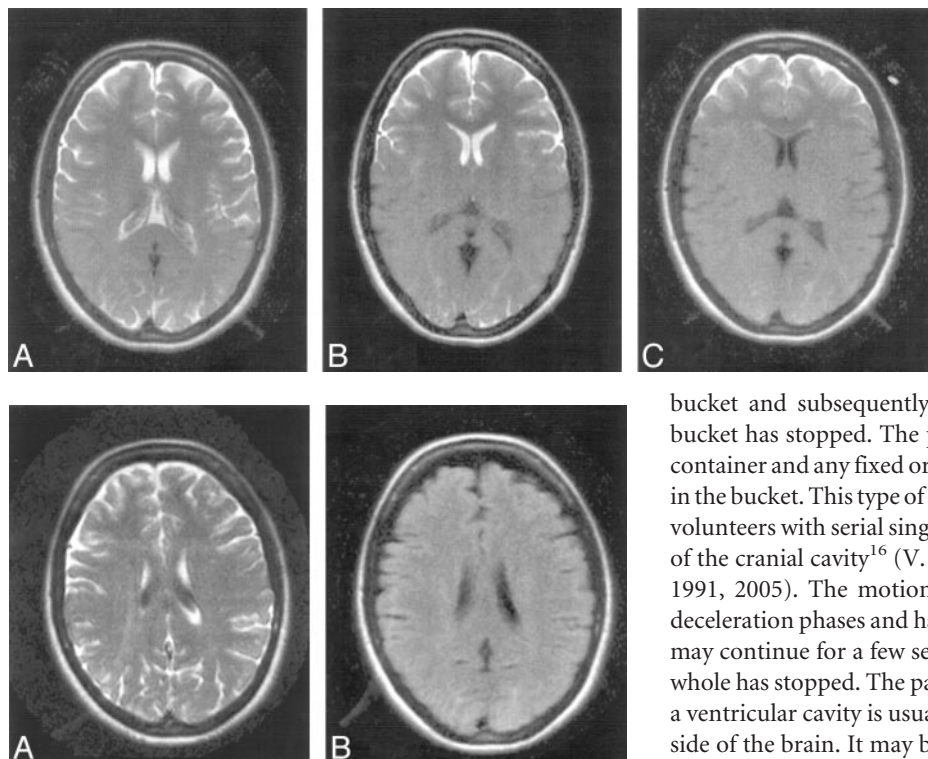 A
B
C
A
B
bucket and subsequently
bucket has stopped. The
container and any fixed or
in the bucket. This type of
volunteers with serial sing
of the cranial cavity16 (V.
1991, 2005). The motion
deceleration phases and ha
may continue for a few se
whole has stopped. The pa
a ventricular cavity is usual
side of the brain. It may b